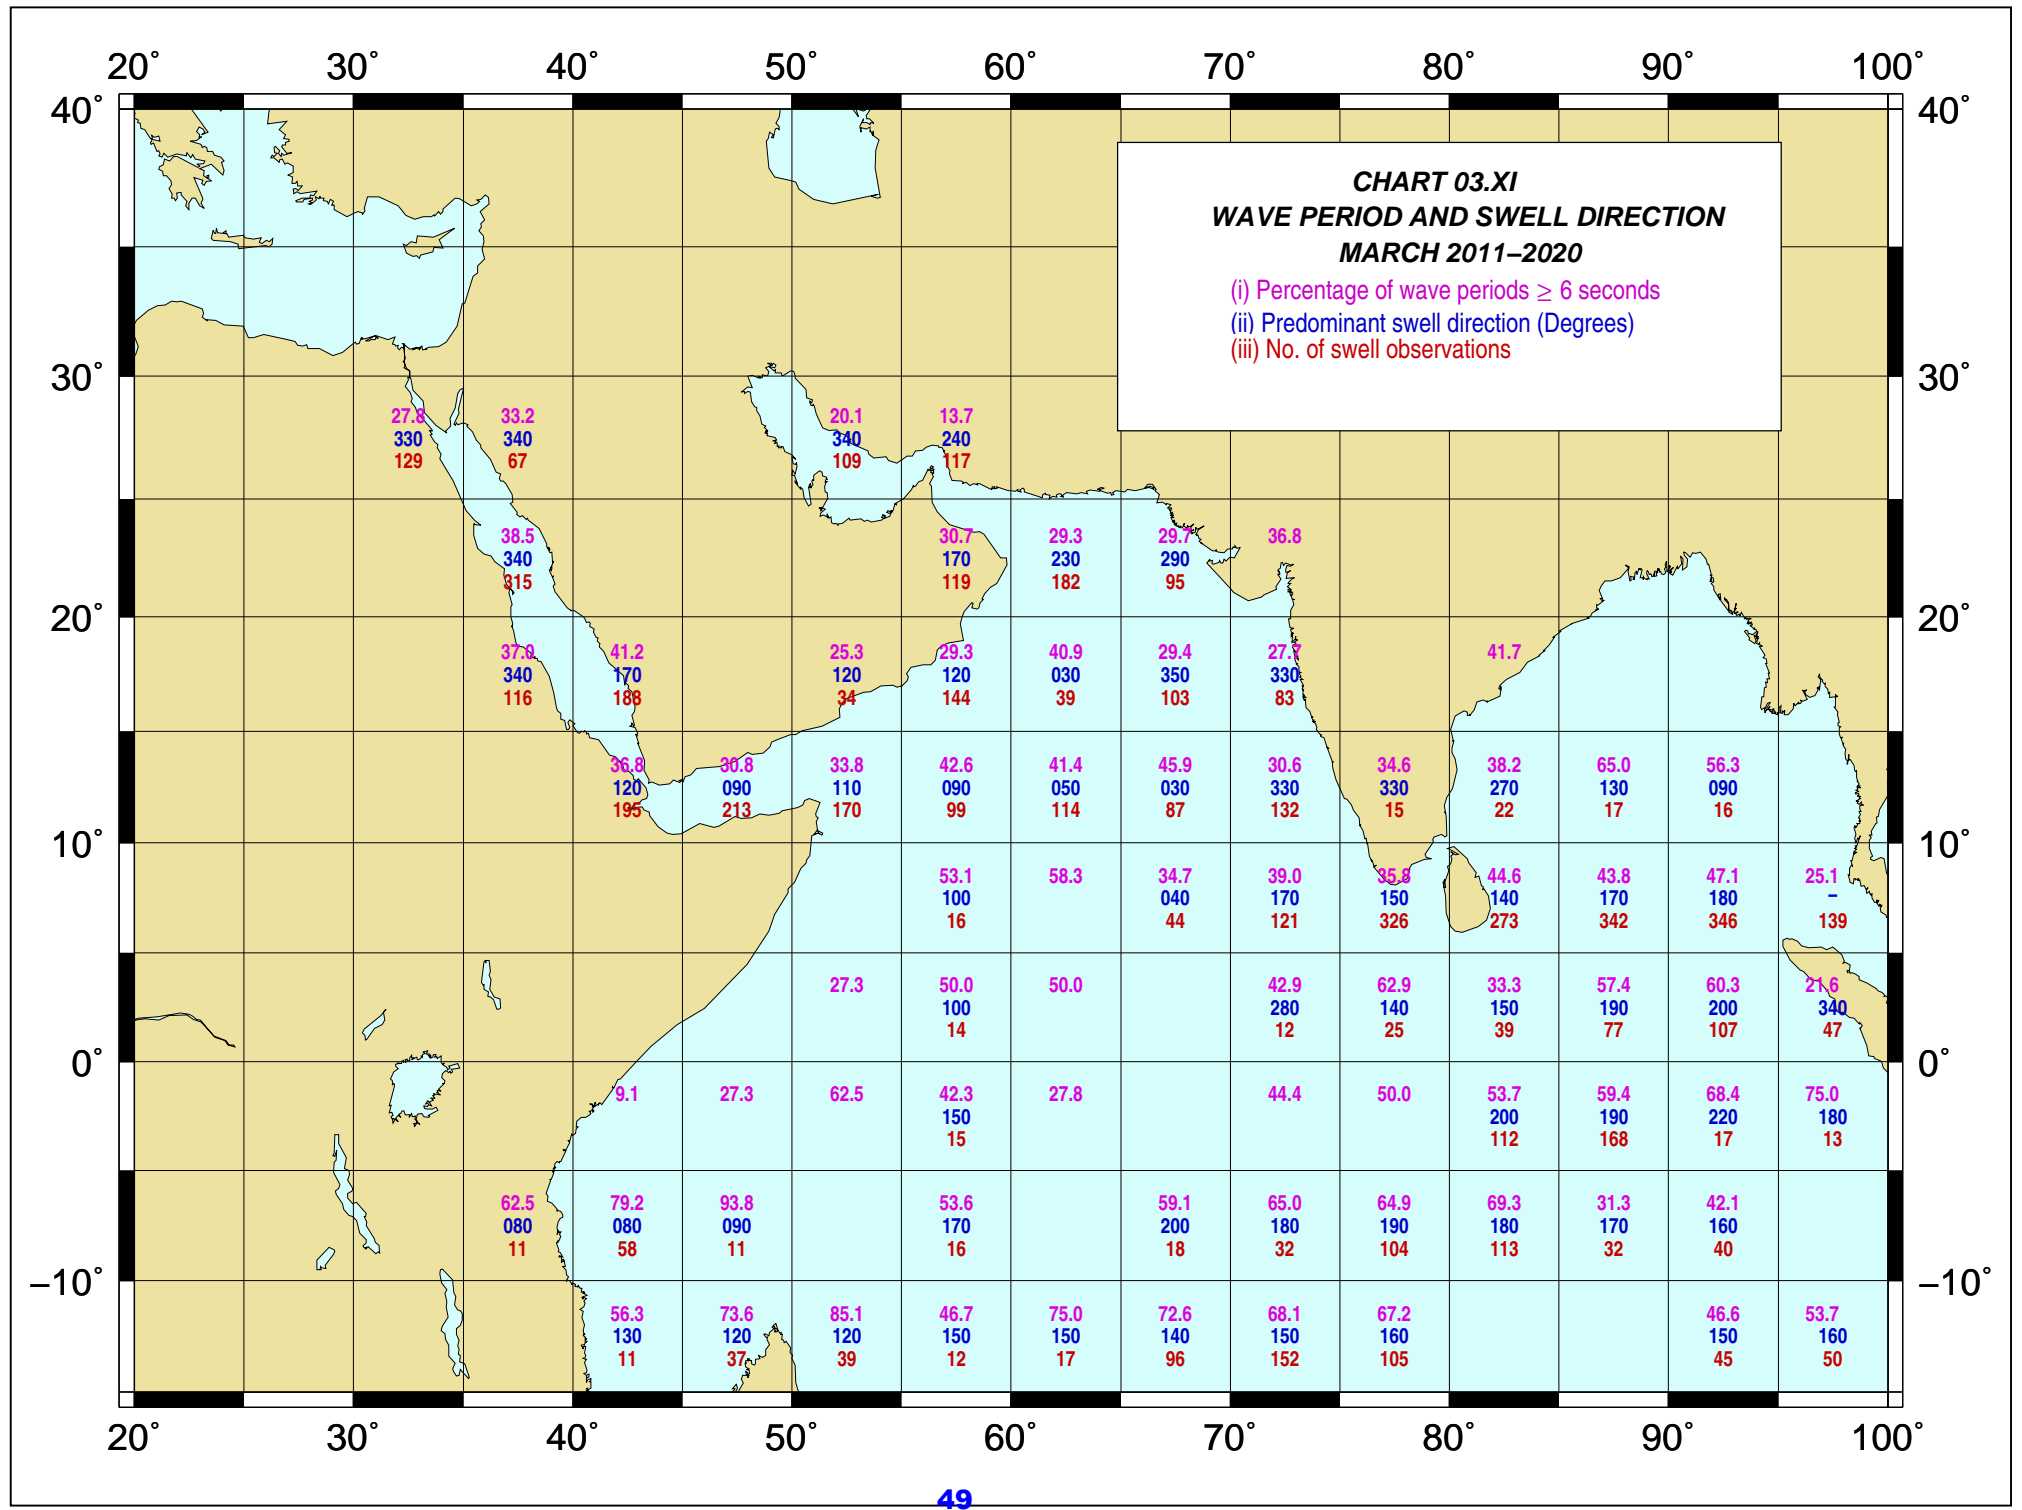 20° 30° 40° 50° 60° 70° 80° 90° 100°
40° 40°
CHART 03.XI
WAVE PERIOD AND SWELL DIRECTION
MARCH 2011–2020
(i) Percentage of wave periods ≥ 6 seconds
(ii) Predominant swell direction (Degrees)
(iii) No. of swell observations
30° 30°
27.8 33.2 20.1 13.7
330 340 340 240
129 67 109 117
38.5 30.7 29.3 29.7 36.8
340 170 230 290
315 119 182 95
20° 20°
37.0 41.2 25.3 29.3 40.9 29.4 27.7 41.7
340 170 120 120 030 350 330
116 188 34 144 39 103 83
36.8 30.8 33.8 42.6 41.4 45.9 30.6 34.6 38.2 65.0 56.3
120 090 110 090 050 030 330 330 270 130 090
195 213 170 99 114 87 132 15 22 17 16
10° 10°
53.1 58.3 34.7 39.0 35.8 44.6 43.8 47.1 25.1
100 040 170 150 140 170 180 –
16 44 121 326 273 342 346 139
27.3 50.0 50.0 42.9 62.9 33.3 57.4 60.3 21.6
100 280 140 150 190 200 340
14 12 25 39 77 107 47
0° 0°
9.1 27.3 62.5 42.3 27.8 44.4 50.0 53.7 59.4 68.4 75.0
150 200 190 220 180
15 112 168 17 13
62.5 79.2 93.8 53.6 59.1 65.0 64.9 69.3 31.3 42.1
080 080 090 170 200 180 190 180 170 160
11 58 11 16 18 32 104 113 32 40
–10° –10°
56.3 73.6 85.1 46.7 75.0 72.6 68.1 67.2 46.6 53.7
130 120 120 150 150 140 150 160 150 160
11 37 39 12 17 96 152 105 45 50
20° 30° 40° 50° 60° 70° 80° 90° 100°
49